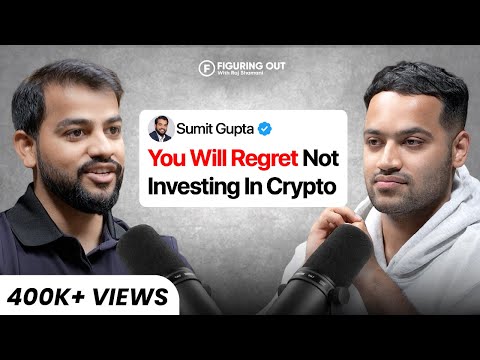 FIGURING OUT
With Raj Shamani
Sumit Gupta
You Will Regret Not
Investing In Crypto
400K+ VIEWS